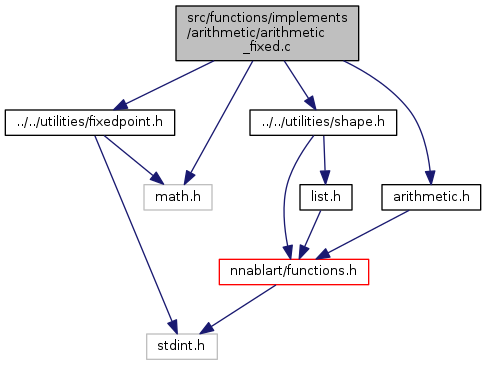 src/functions/implements
/arithmetic/arithmetic
_fixed.c
../../utilities/fixedpoint.h
../../utilities/shape.h
math.h
list.h
arithmetic.h
nnablart/functions.h
stdint.h